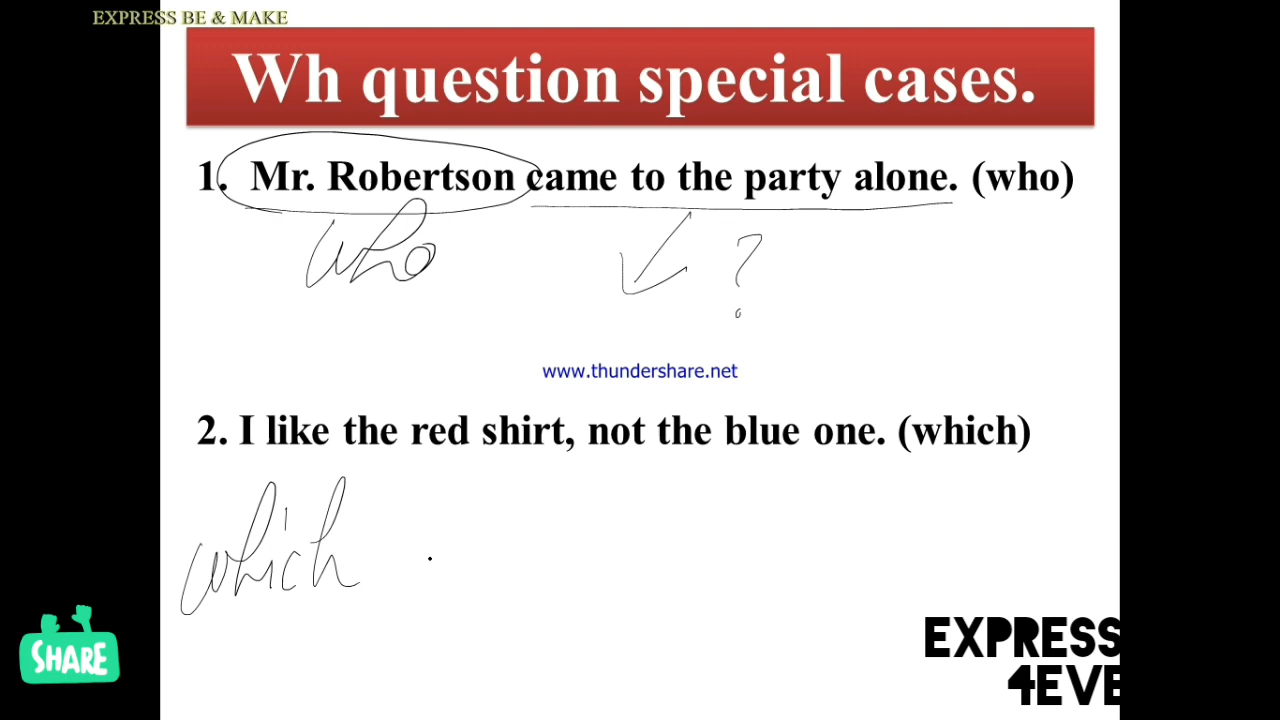 EXPRESS BE & MAKE
Wh question special cases.
1. Mr. Robertson came to the party alone. (who)
who ?
www.thundershare.net
2. I like the red shirt, not the blue one. (which)
which
SHARE
EXPRESS
4EVE